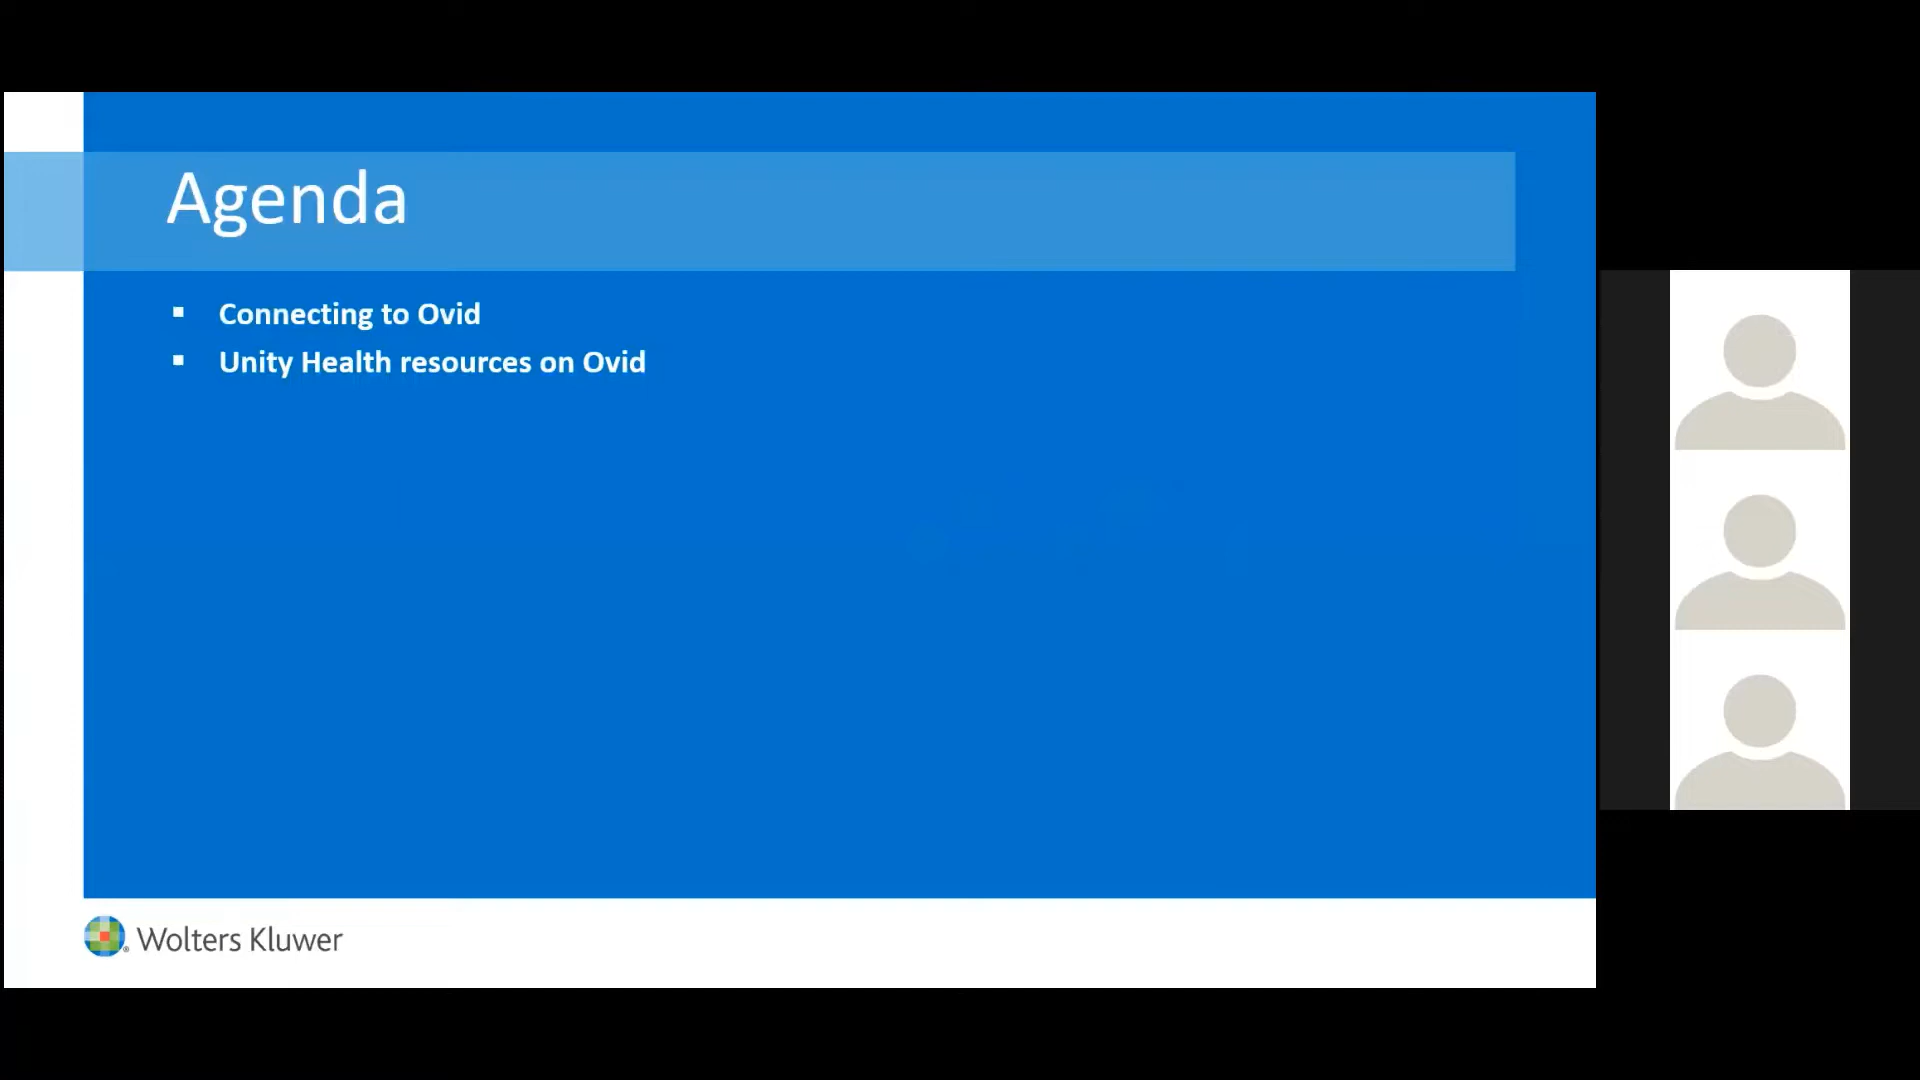 Agenda
▪ Connecting to Ovid
▪ Unity Health resources on Ovid
Wolters Kluwer